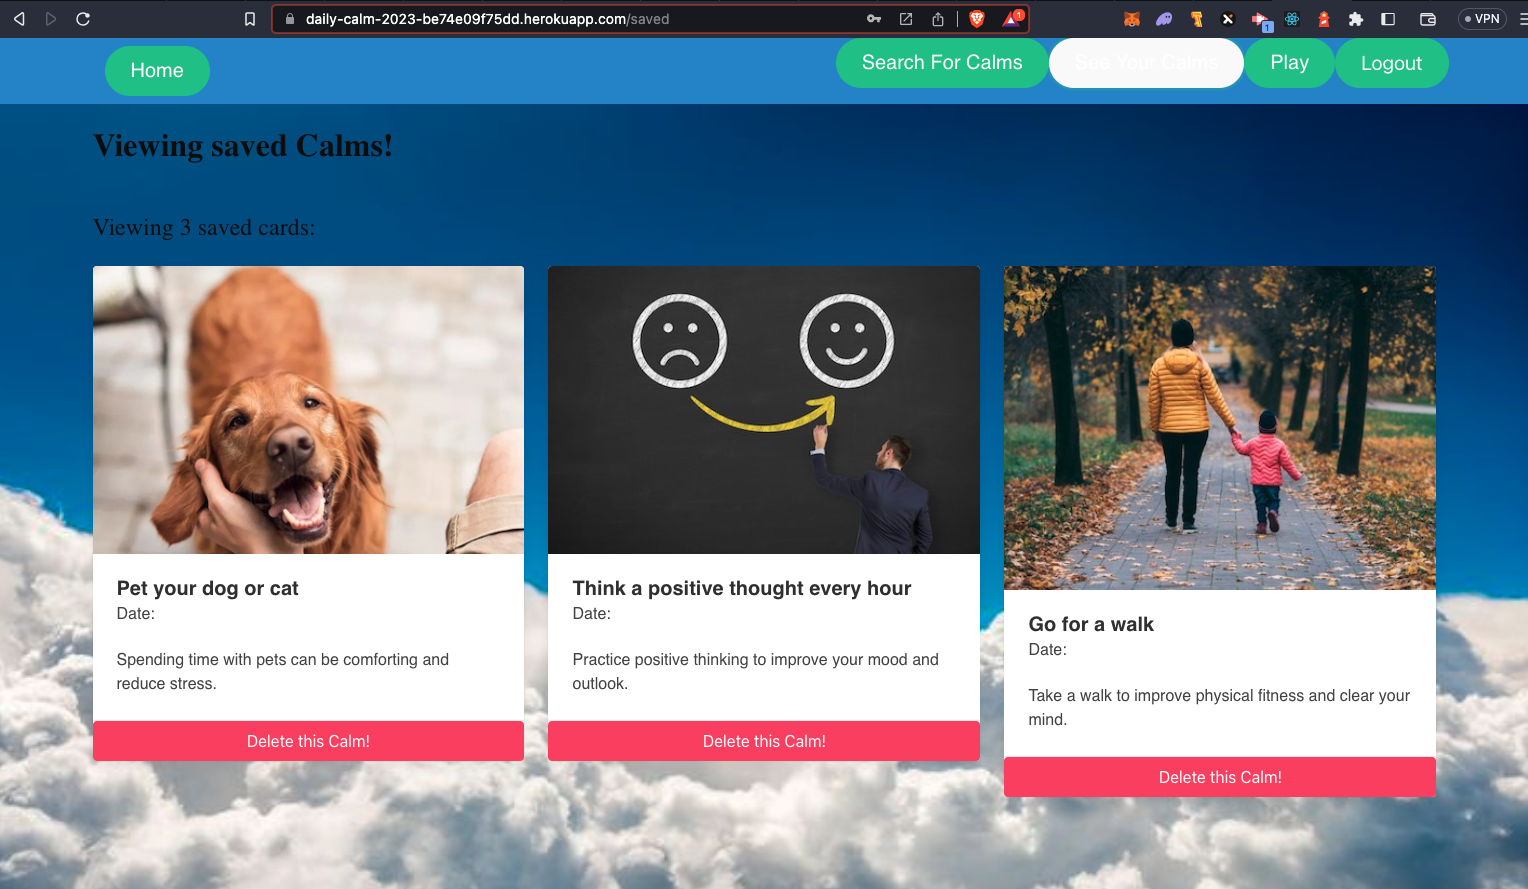 daily-calm-2023-be74e09f75dd.herokuapp.com/saved
1
1
VPN
Home
Search For Calms
See Your Calms
Play
Logout
Viewing saved Calms!
Viewing 3 saved cards:
Pet your dog or cat
Date:
Spending time with pets can be comforting and
reduce stress.
Delete this Calm!
Think a positive thought every hour
Date:
Practice positive thinking to improve your mood and
outlook.
Delete this Calm!
Go for a walk
Date:
Take a walk to improve physical fitness and clear your
mind.
Delete this Calm!